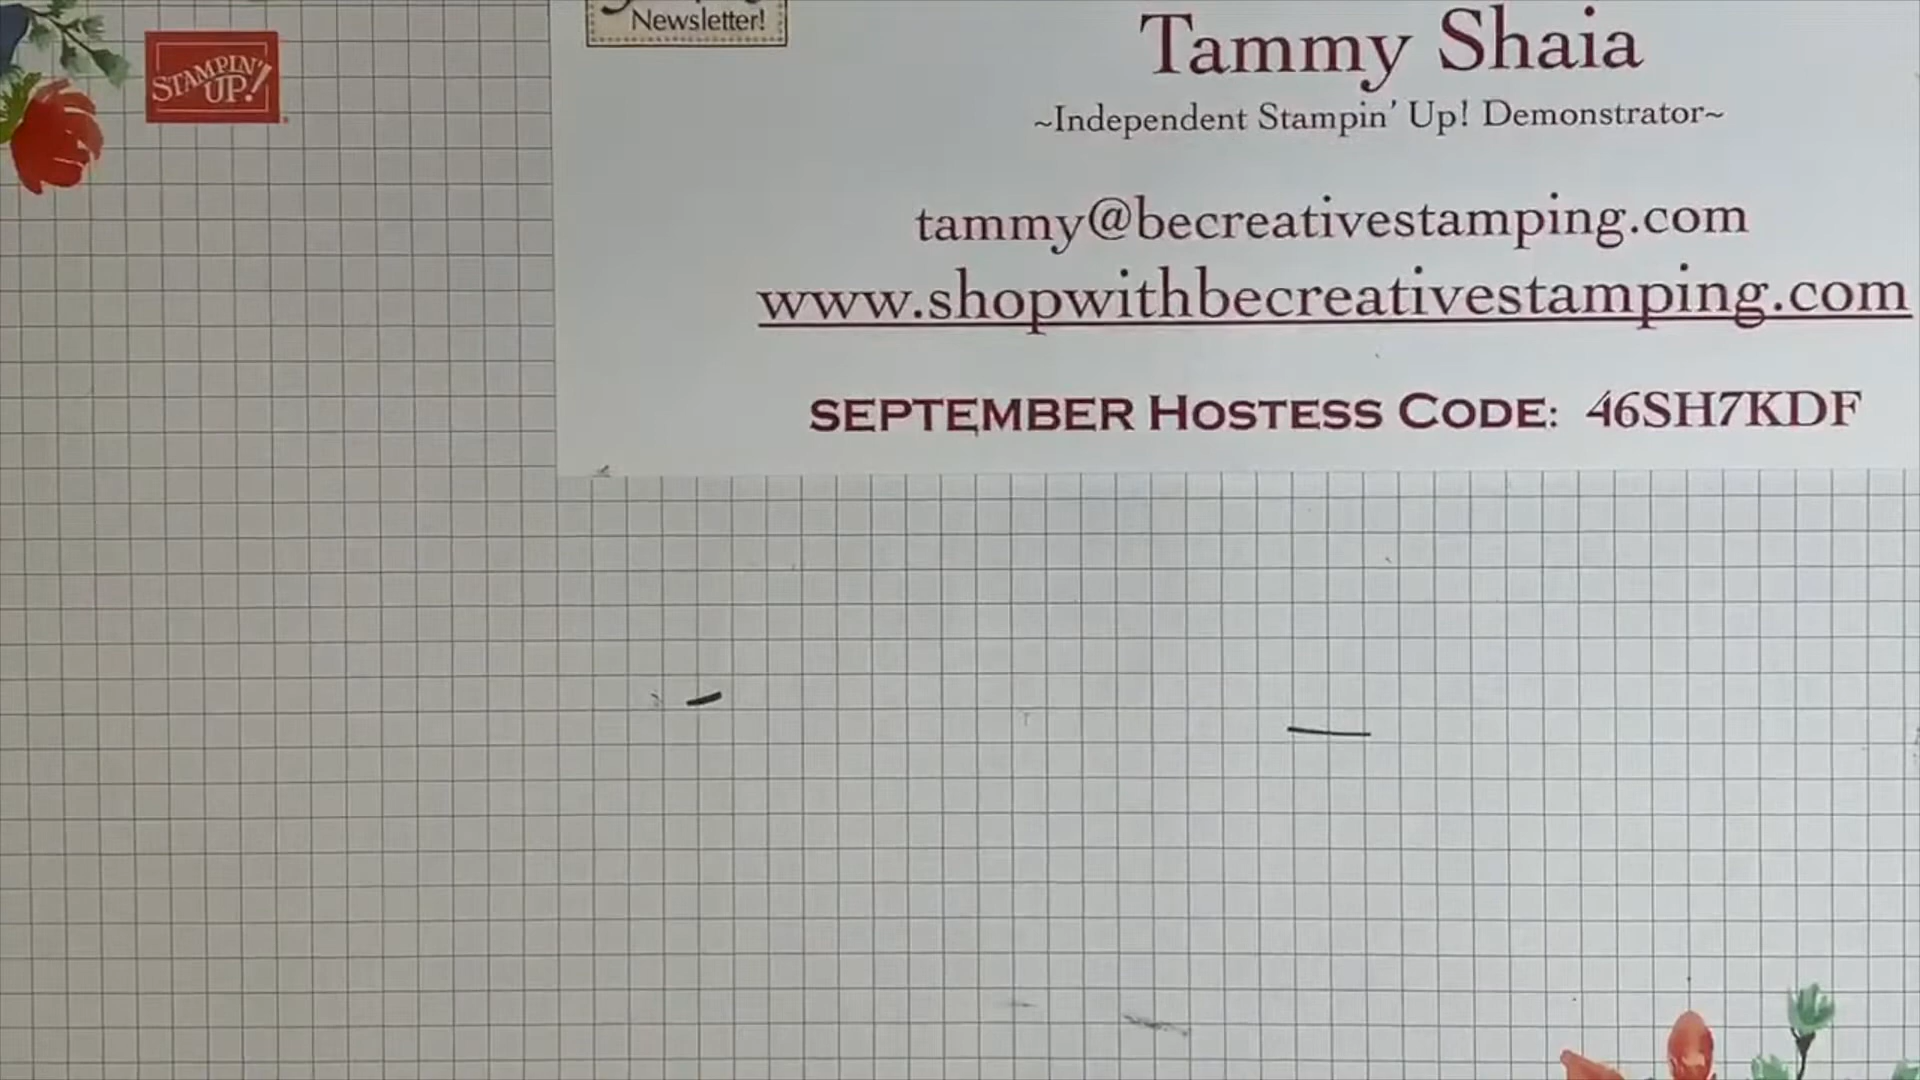 STAMPIN' UP!
Newsletter!
Tammy Shaia
~Independent Stampin' Up! Demonstrator~
tammy@becreativestamping.com
www.shopwithbecreativestamping.com
SEPTEMBER HOSTESS CODE: 46SH7KDF